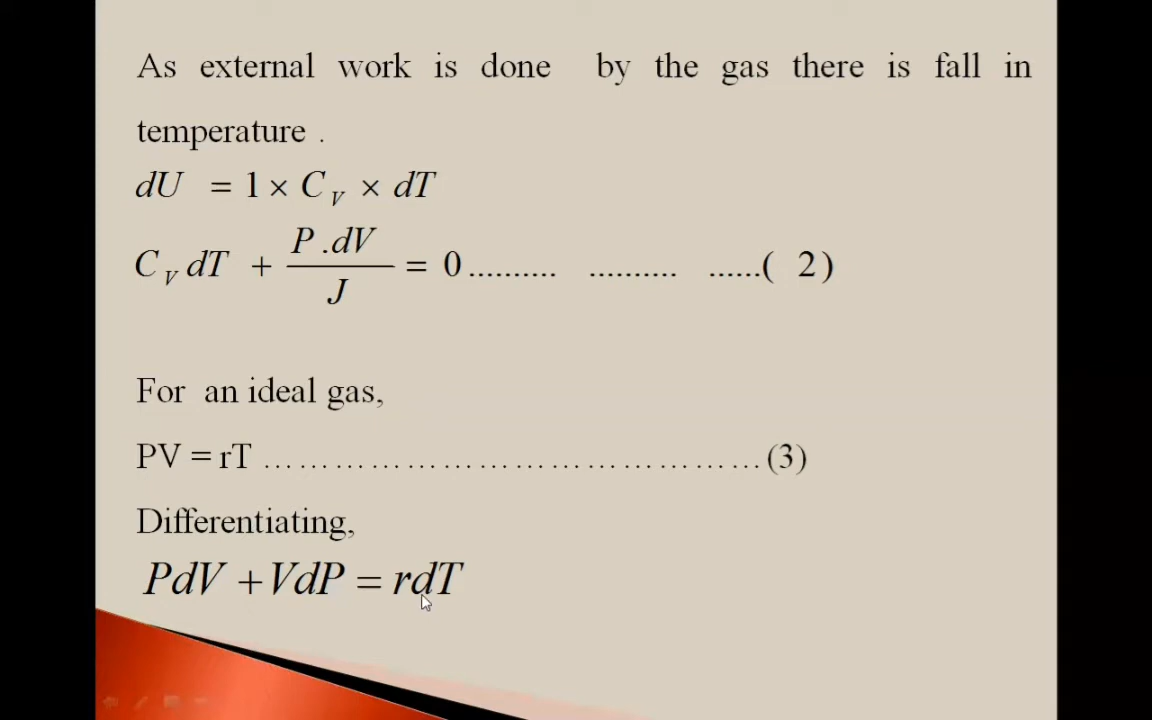 As external work is done by the gas there is fall in
temperature .
dU = 1 × C_V × dT
C_V dT + \frac{P .dV}{J} = 0.......... .......... ......( 2)
For an ideal gas,
PV = rT ……………………………………(3)
Differentiating,
PdV + VdP = rdT